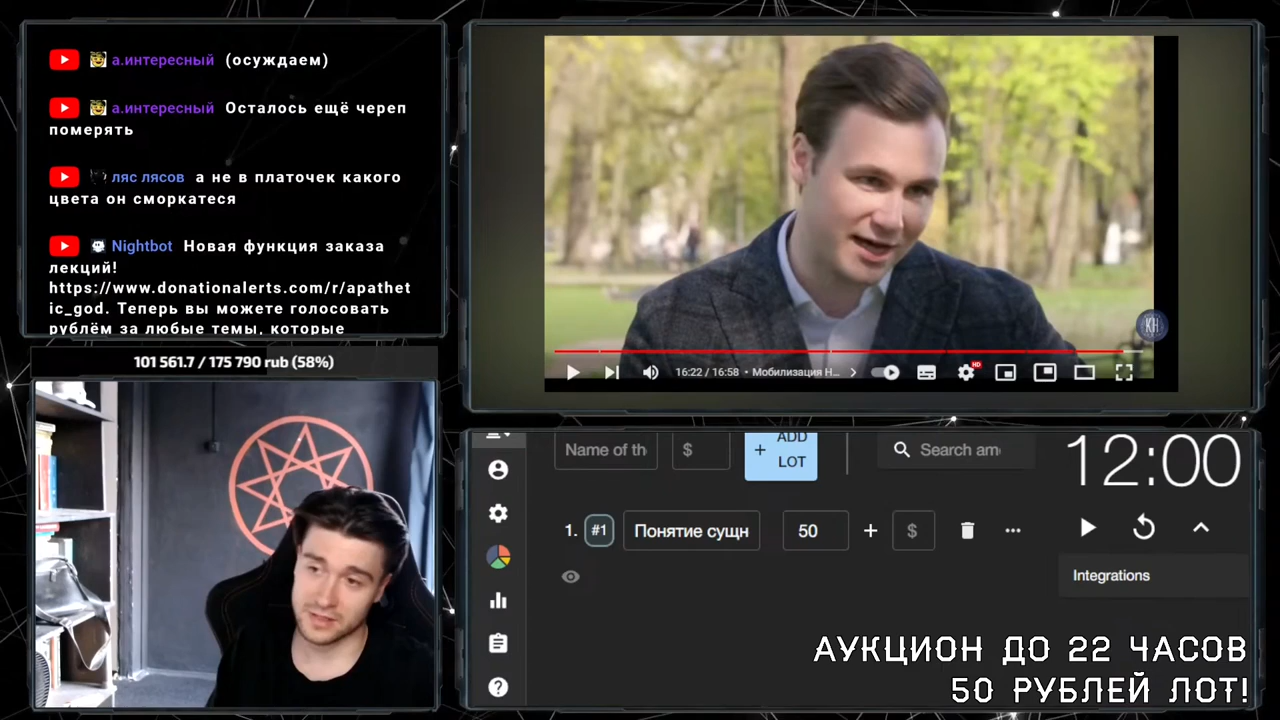 а.интересный (осуждаем)
а.интересный Осталось ещё череп
померять
ляс лясов а не в платочек какого
цвета он сморкатеся
Nightbot Новая функция заказа
лекций!
https://www.donationalerts.com/r/apathet
ic_god. Теперь вы можете голосовать
рублём за любые темы, которые
101 561.7 / 175 790 rub (58%)
КН
16:22 / 16:58 • Мобилизация Н...
HD
Name of th
$
+ ADD
LOT
Search am
12:00
1. #1 Понятие сущн 50 + $
Integrations
АУКЦИОН ДО 22 ЧАСОВ
50 РУБЛЕЙ ЛОТ!